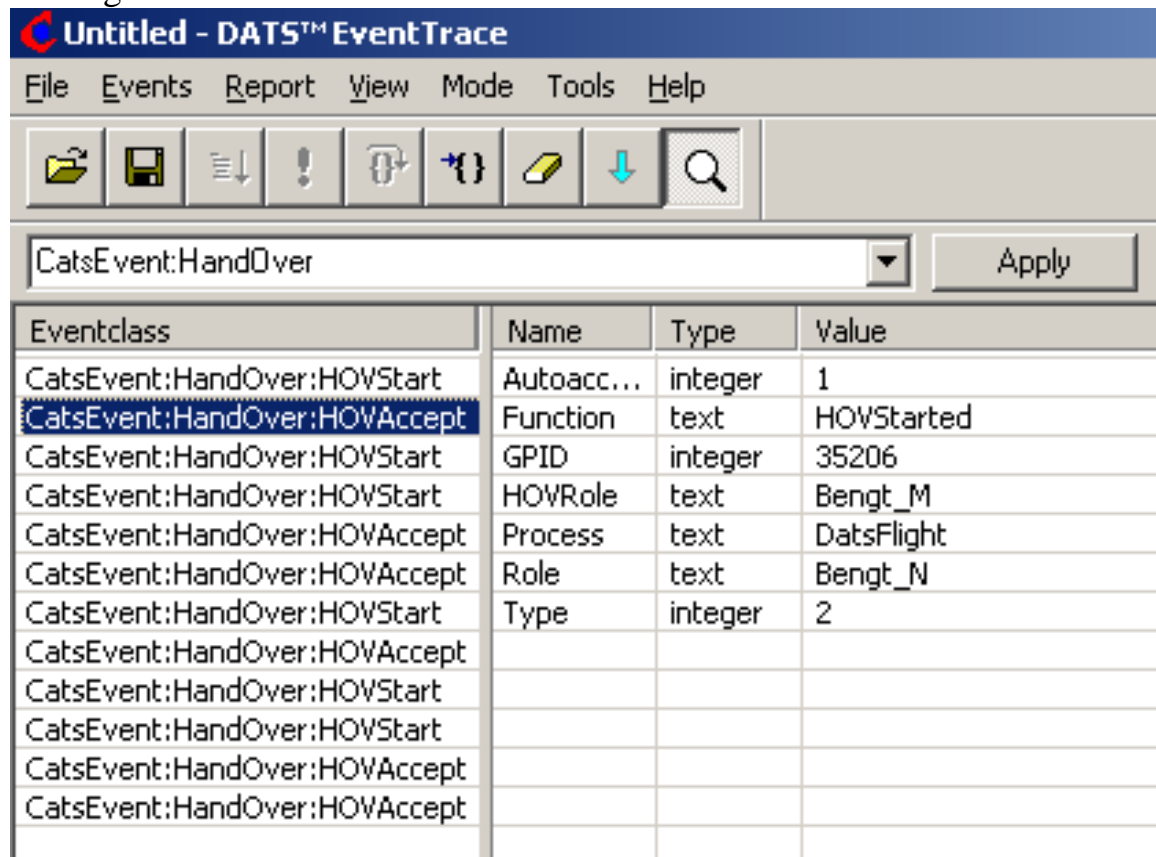 Untitled - DATS™ EventTrace
File Events Report View Mode Tools Help
CatsEvent:HandOver Apply
Eventclass Name Type Value
CatsEvent:HandOver:HOVStart Autoacc... integer 1
CatsEvent:HandOver:HOVAccept Function text HOVStarted
CatsEvent:HandOver:HOVStart GPID integer 35206
CatsEvent:HandOver:HOVStart HOVRole text Bengt_M
CatsEvent:HandOver:HOVAccept Process text DatsFlight
CatsEvent:HandOver:HOVAccept Role text Bengt_N
CatsEvent:HandOver:HOVStart Type integer 2
CatsEvent:HandOver:HOVAccept
CatsEvent:HandOver:HOVStart
CatsEvent:HandOver:HOVStart
CatsEvent:HandOver:HOVAccept
CatsEvent:HandOver:HOVAccept